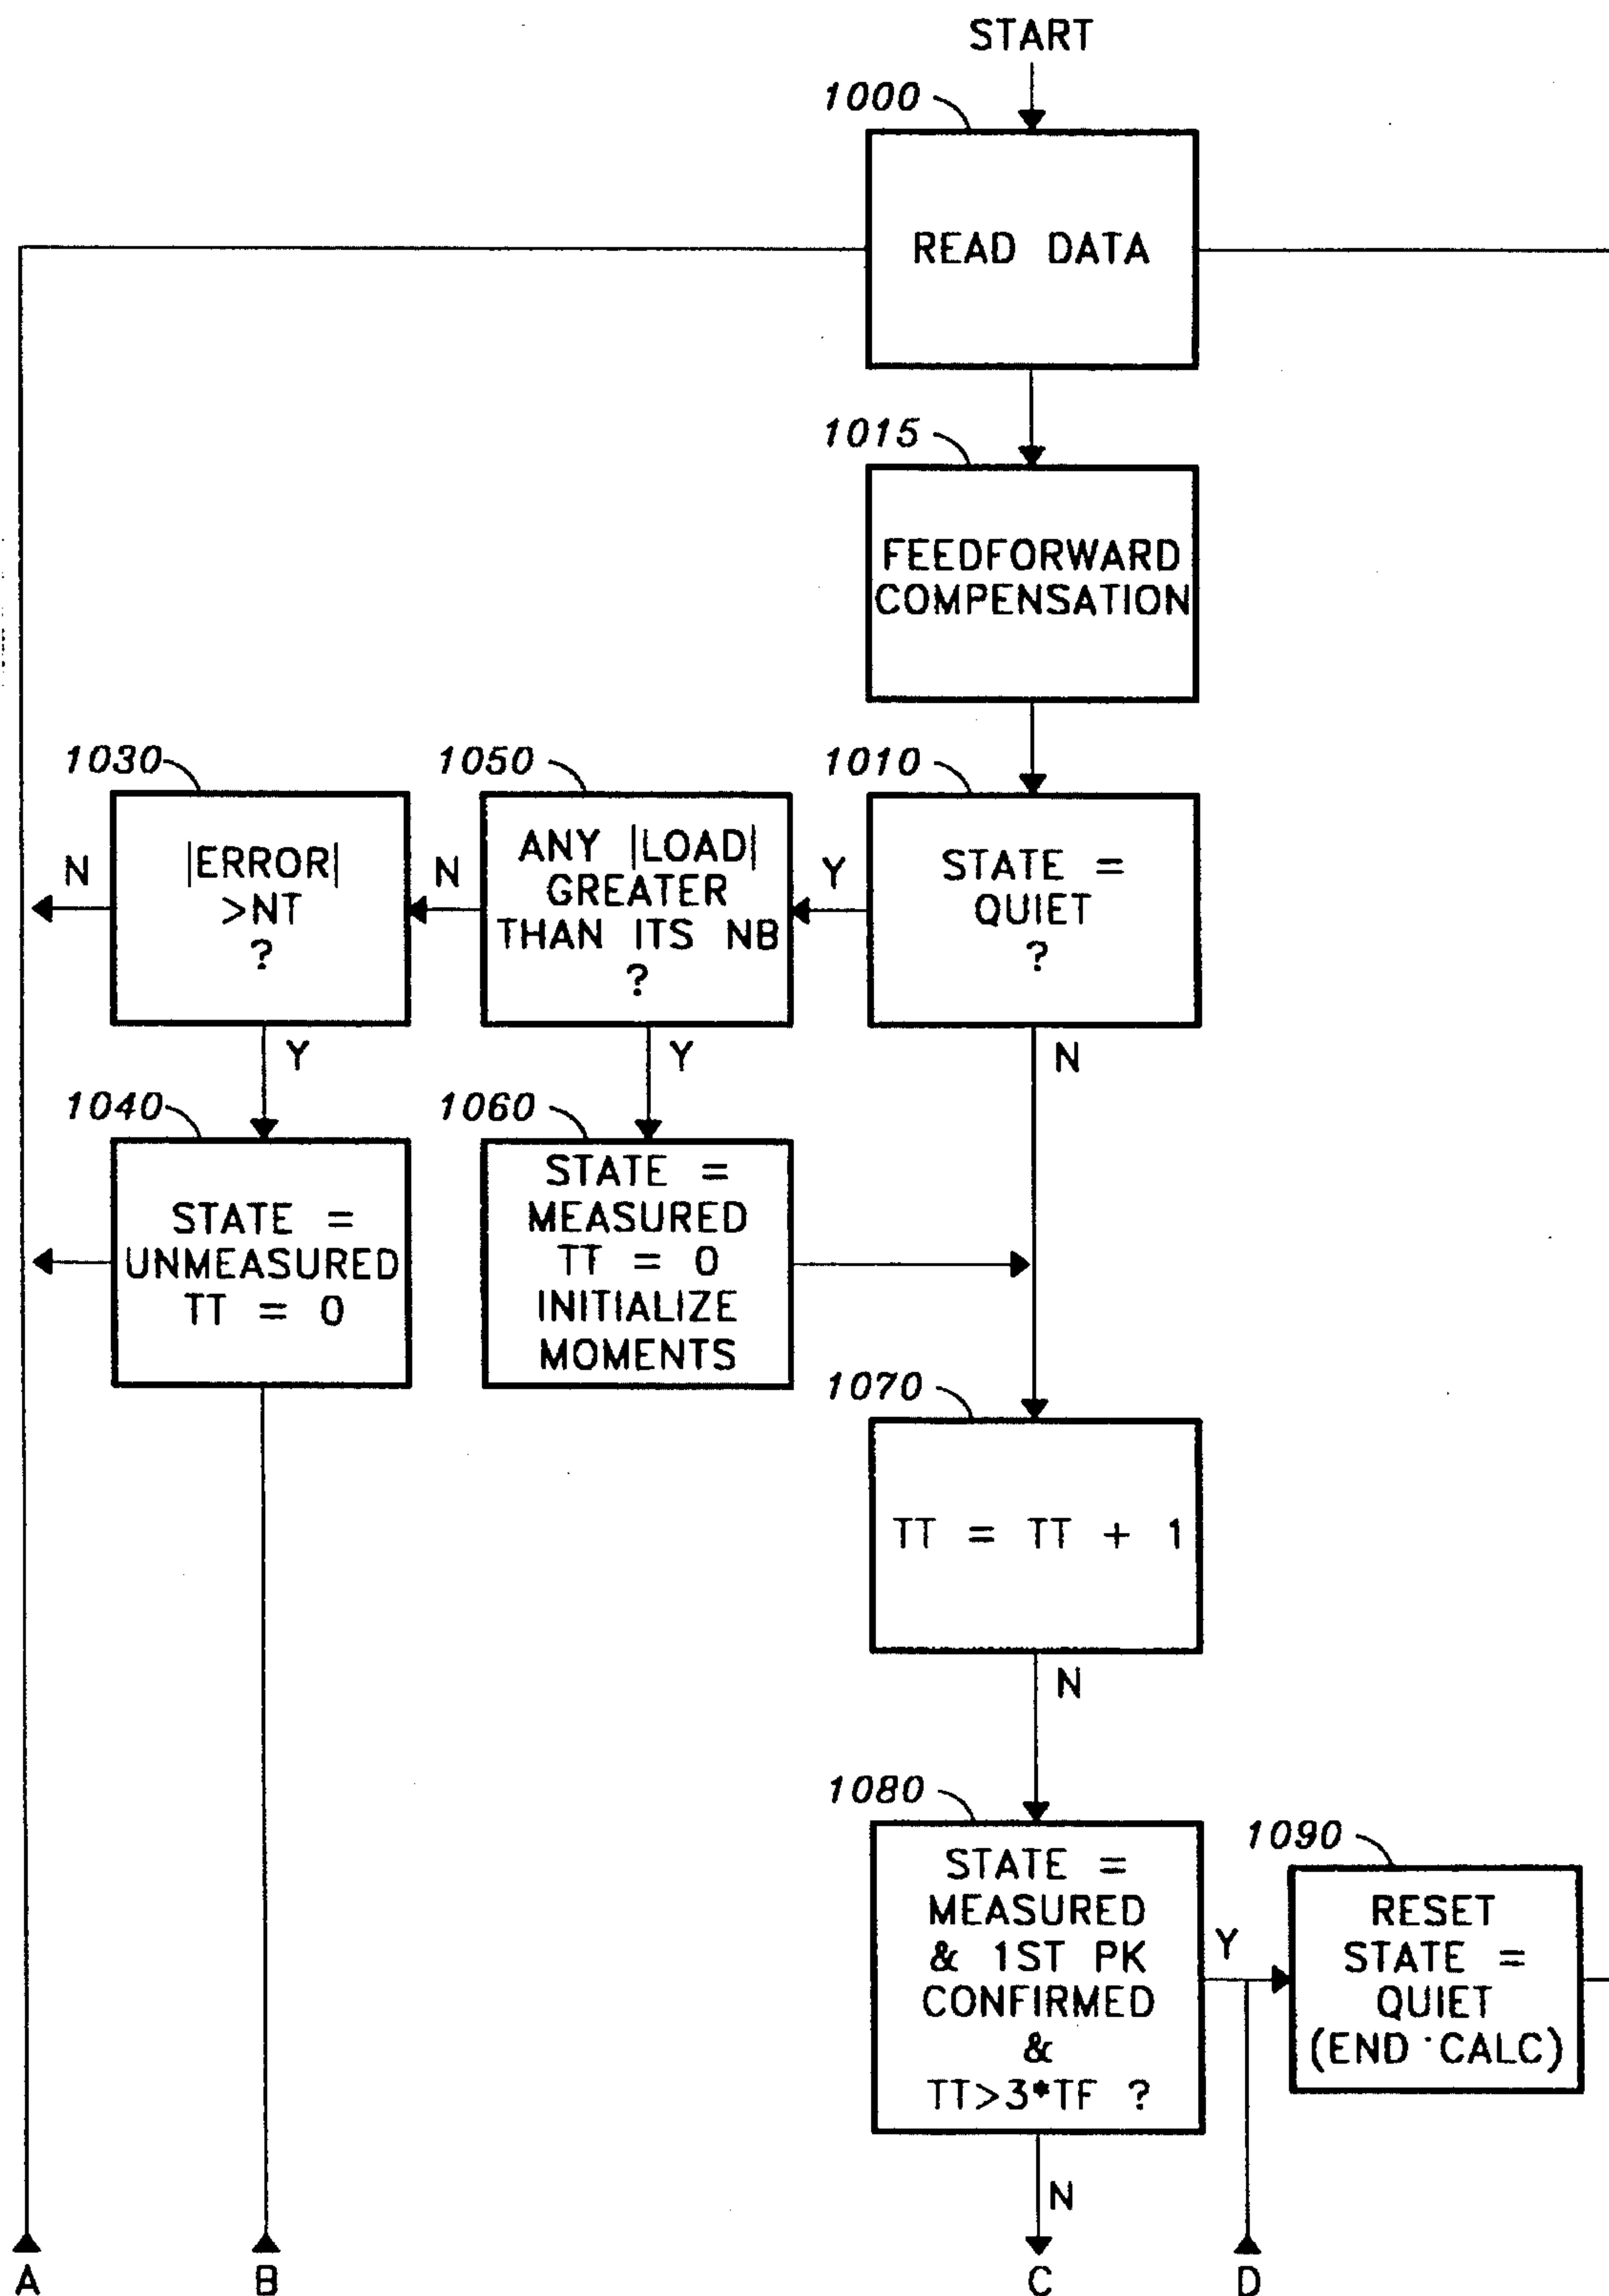 START
1000
READ DATA
1015
FEEDFORWARD
COMPENSATION
1030
|ERROR|
>NT
?
N
Y
1050
ANY |LOAD|
GREATER
THAN ITS NB
?
N
Y
1010
STATE =
QUIET
?
Y
N
1040
STATE =
UNMEASURED
TT = 0
1060
STATE =
MEASURED
TT = 0
INITIALIZE
MOMENTS
1070
TT = TT + 1
N
1080
STATE =
MEASURED
& 1ST PK
CONFIRMED
&
TT>3*TF ?
Y
N
1090
RESET
STATE =
QUIET
(END CALC)
A
B
C
D